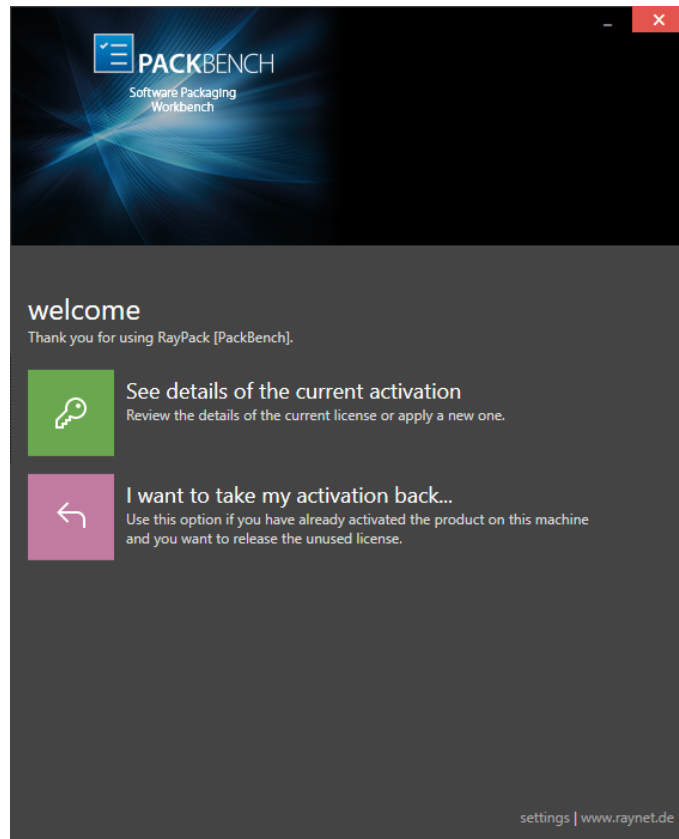 PACKBENCH
Software Packaging
Workbench
welcome
Thank you for using RayPack [PackBench].
See details of the current activation
Review the details of the current license or apply a new one.
I want to take my activation back...
Use this option if you have already activated the product on this machine
and you want to release the unused license.
settings | www.raynet.de